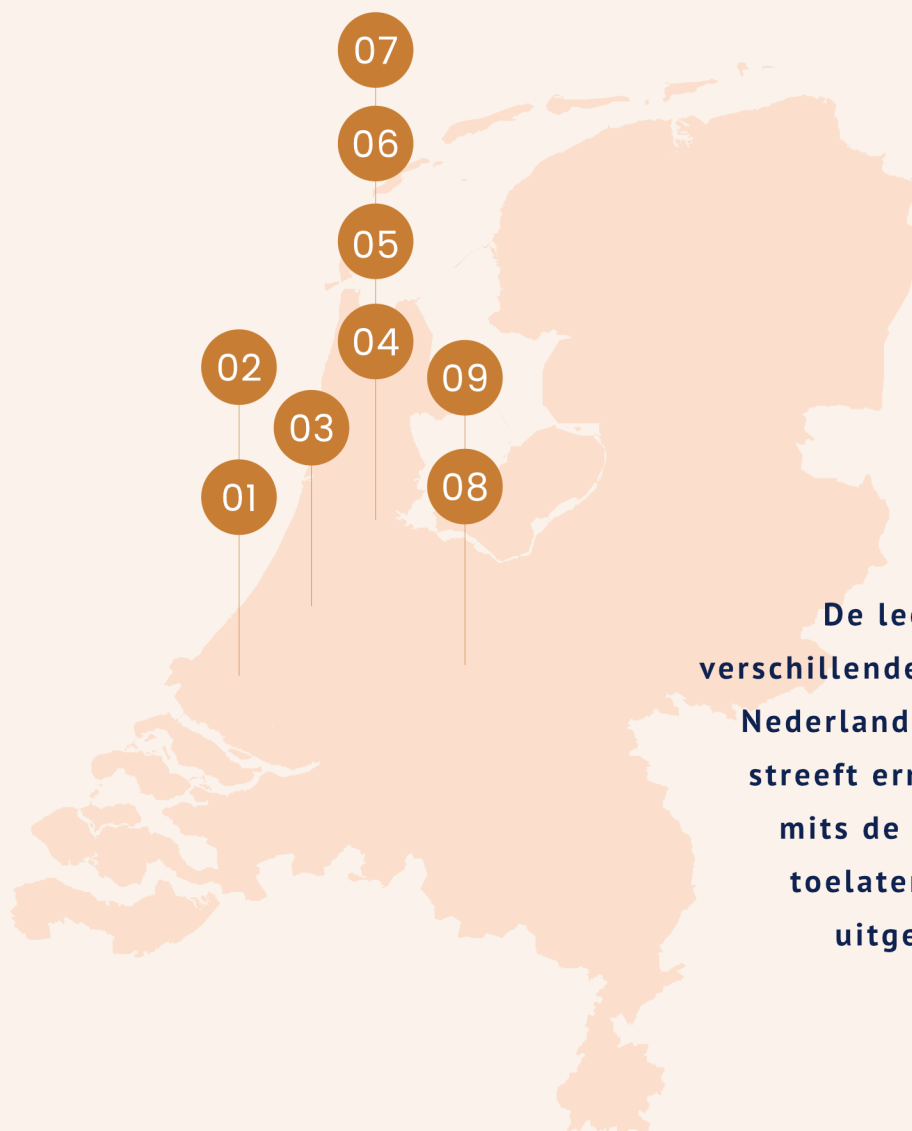 07
06
05
04
02
09
03
08
01
De le
verschillende
Nederland
streeft er
mits de
toelate
uitge